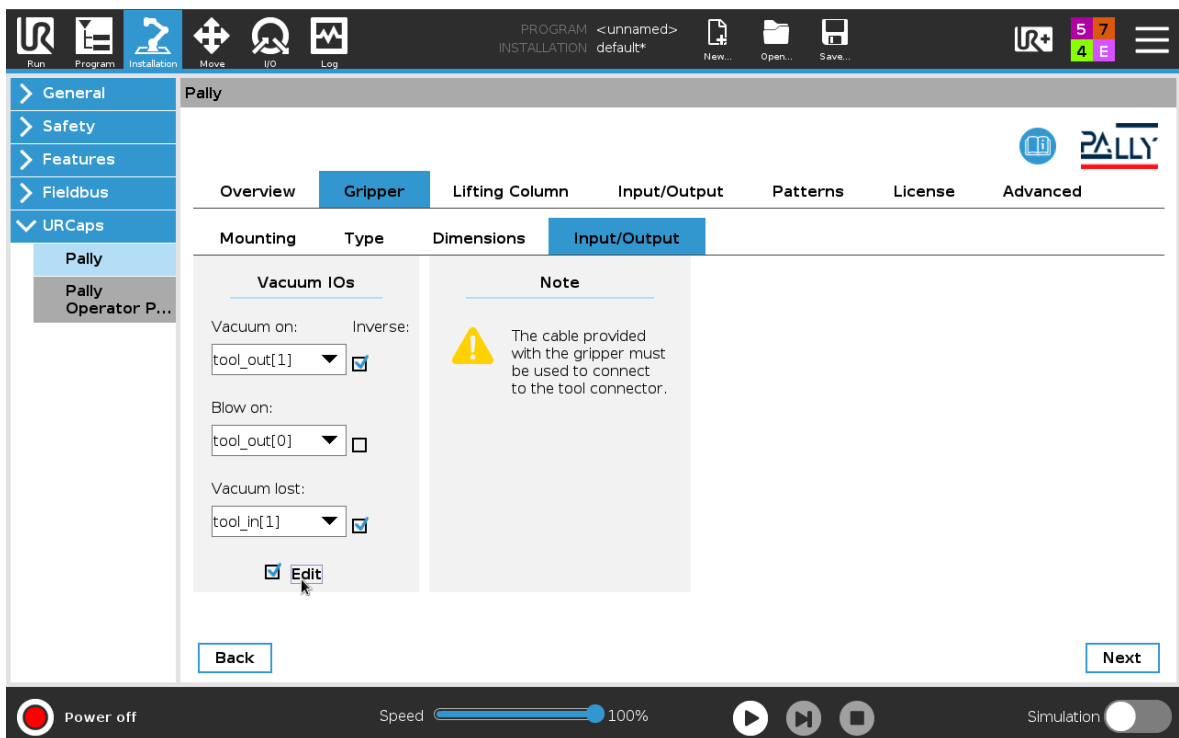 PROGRAM <unnamed>
INSTALLATION default*
UR
Run
Program
Installation
Move
I/O
Log
New...
Open...
Save...
UR+
5 7
4 E
General
Safety
Features
Fieldbus
URCaps
Pally
Pally
Operator P...
Pally
PALLY
Overview Gripper Lifting Column Input/Output Patterns License Advanced
Mounting Type Dimensions Input/Output
Vacuum IOs
Vacuum on: Inverse:
tool_out[1]
Blow on:
tool_out[0]
Vacuum lost:
tool_in[1]
Edit
Note
The cable provided
with the gripper must
be used to connect
to the tool connector.
Back
Next
Power off
Speed 100%
Simulation